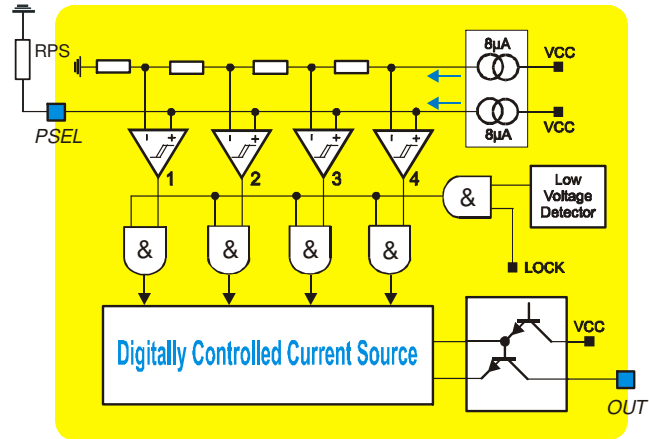 RPS
8µA
VCC
PSEL
VCC
8µA
- +
- +
- +
- +
1
2
3
4
&
Low
Voltage
Detector
&
&
&
&
LOCK
Digitally Controlled Current Source
VCC
OUT